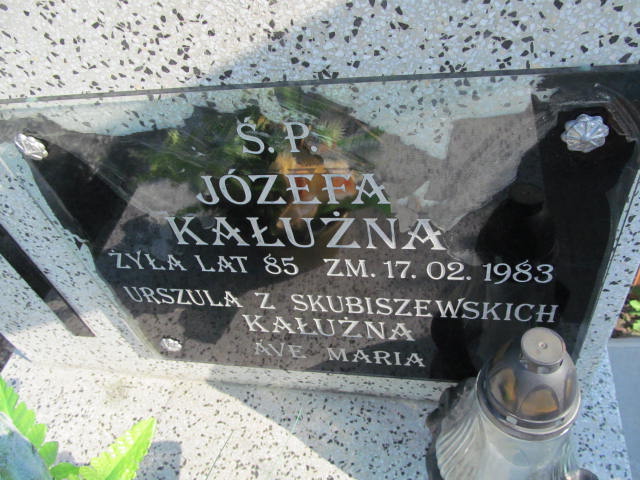 Ś.P.
JÓZEFA
KAŁUŻNA
ŻYŁA LAT 85 ZM. 17. 02. 1983
URSZULA Z SKUBISZEWSKICH
KAŁUŻNA
AVE MARIA